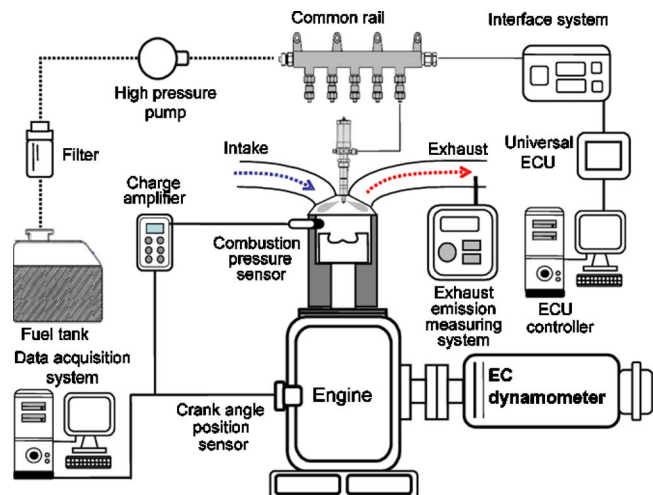 Common rail
Interface system
High pressure
pump
Filter
Intake
Exhaust
Universal
ECU
Charge
amplifier
Combustion
pressure
sensor
Exhaust
emission
measuring
system
ECU
controller
Fuel tank
Data acquisition
system
Crank angle
position
sensor
Engine
EC
dynamometer